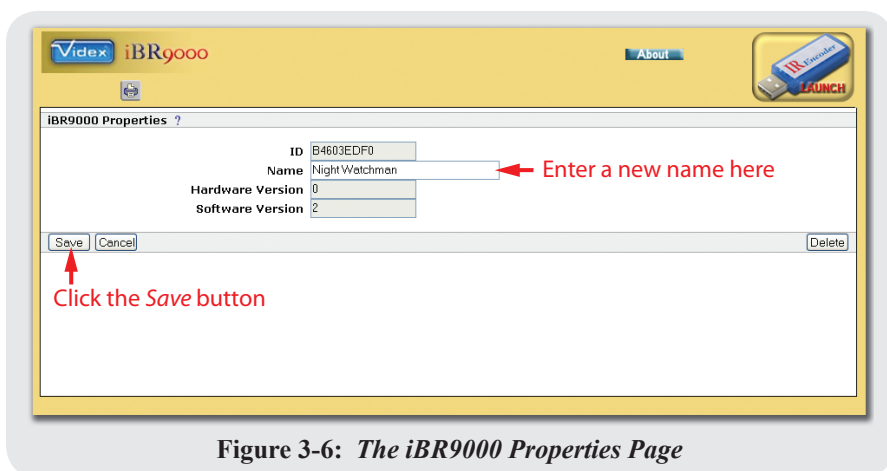 Videx iBR9000
About
IR Encoder
LAUNCH
iBR9000 Properties ?
ID B4603EDF0
Name Night Watchman
Enter a new name here
Hardware Version 0
Software Version 2
Save Cancel Delete
Click the Save button
Figure 3-6: The iBR9000 Properties Page